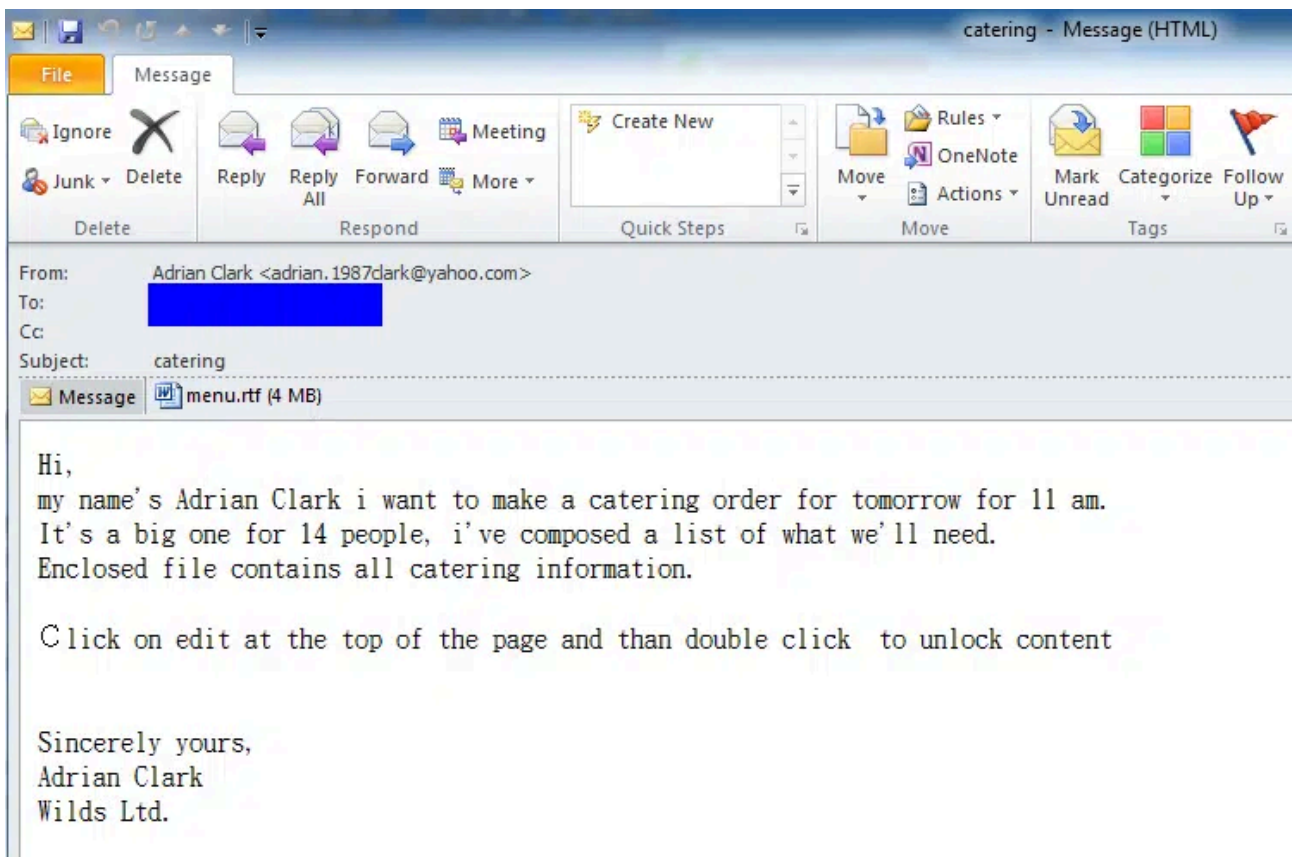 catering - Message (HTML)
File Message
Ignore
Junk
Delete
Reply
Reply All
Forward
Meeting
More
Create New
Move
Rules
OneNote
Actions
Mark Unread
Categorize
Follow Up
Delete
Respond
Quick Steps
Move
Tags
From: Adrian Clark <adrian.1987clark@yahoo.com>
To:
Cc:
Subject: catering
Message menu.rtf (4 MB)
Hi,
my name's Adrian Clark i want to make a catering order for tomorrow for 11 am.
It's a big one for 14 people, i've composed a list of what we'll need.
Enclosed file contains all catering information.
Click on edit at the top of the page and than double click to unlock content
Sincerely yours,
Adrian Clark
Wilds Ltd.